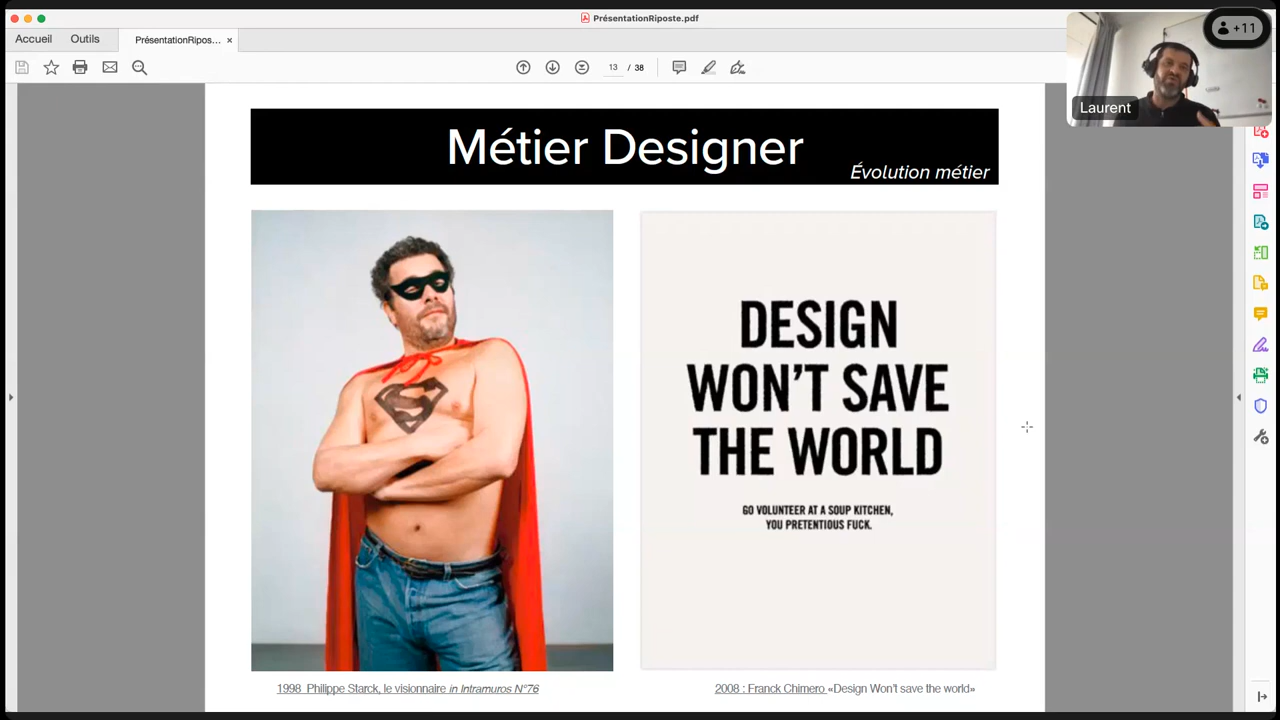 PrésentationRiposte.pdf
Accueil
Outils
PrésentationRipos...
×
13 / 38
+11
Laurent
Métier Designer
Évolution métier
S
DESIGN
WON'T SAVE
THE WORLD
GO VOLUNTEER AT A SOUP KITCHEN,
YOU PRETENTIOUS FUCK.
1998 Philippe Starck, le visionnaire in Intramuros N°76
2008 : Franck Chimero «Design Won't save the world»